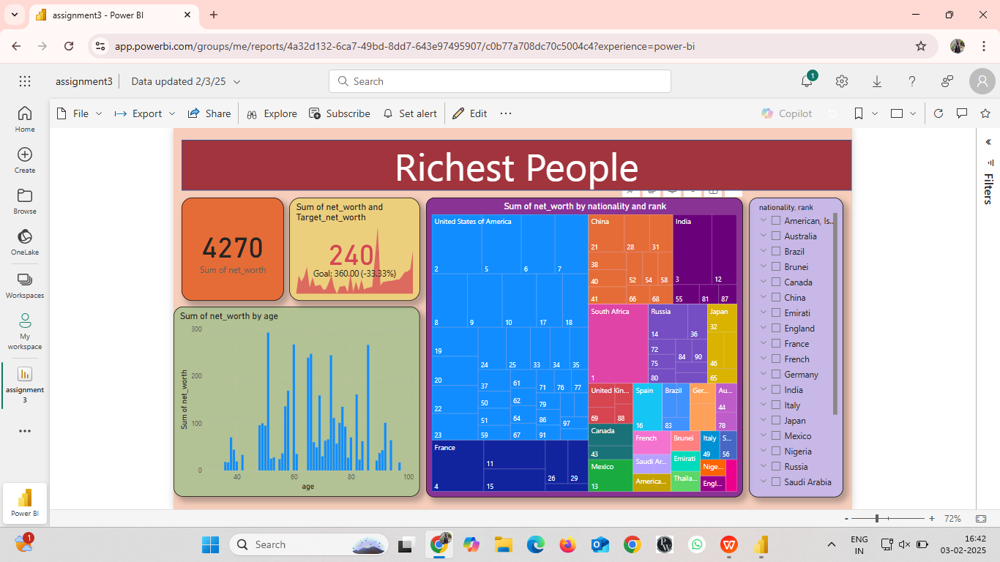 assignment3 - Power BI
app.powerbi.com/groups/me/reports/4a32d132-6ca7-49bd-8dd7-643e97495907/c0b77a708dc70c5004c4?experience=power-bi
assignment3
Data updated 2/3/25
Search
1
Home
Create
Browse
OneLake
Workspaces
My
workspace
assignment
3
Power BI
File
Export
Share
Explore
Subscribe
Set alert
Edit
Copilot
Filters
Richest People
4270
Sum of net_worth
Sum of net_worth and
Target_net_worth
240
Goal: 360.00 (-33.33%)
Sum of net_worth by age
Sum of net_worth
300
200
100
0
40
60
80
100
age
Sum of net_worth by nationality and rank
United States of America
2
5
6
7
8
9
10
17
18
19
20
22
23
24
25
33
34
35
37
50
51
59
61
62
64
67
71
76
77
79
86
91
97
France
4
11
15
26
29
China
21
28
31
38
40
41
52
54
58
66
68
India
3
12
55
81
87
South Africa
1
Russia
14
36
72
75
80
84
90
Japan
32
46
65
United Kin...
69
88
Spain
16
Brazil
83
Ger...
Au...
44
78
Canada
43
Mexico
13
French
Saudi Ar...
America...
Brunei
Emirati
Thaila...
Italy
49
S...
56
Nige...
Engl...
nationality, rank
American, Is...
Australia
Brazil
Brunei
Canada
China
Emirati
England
France
French
Germany
India
Italy
Japan
Mexico
Nigeria
Russia
Saudi Arabia
- + 72%
1
Search
ENG
IN
16:42
03-02-2025